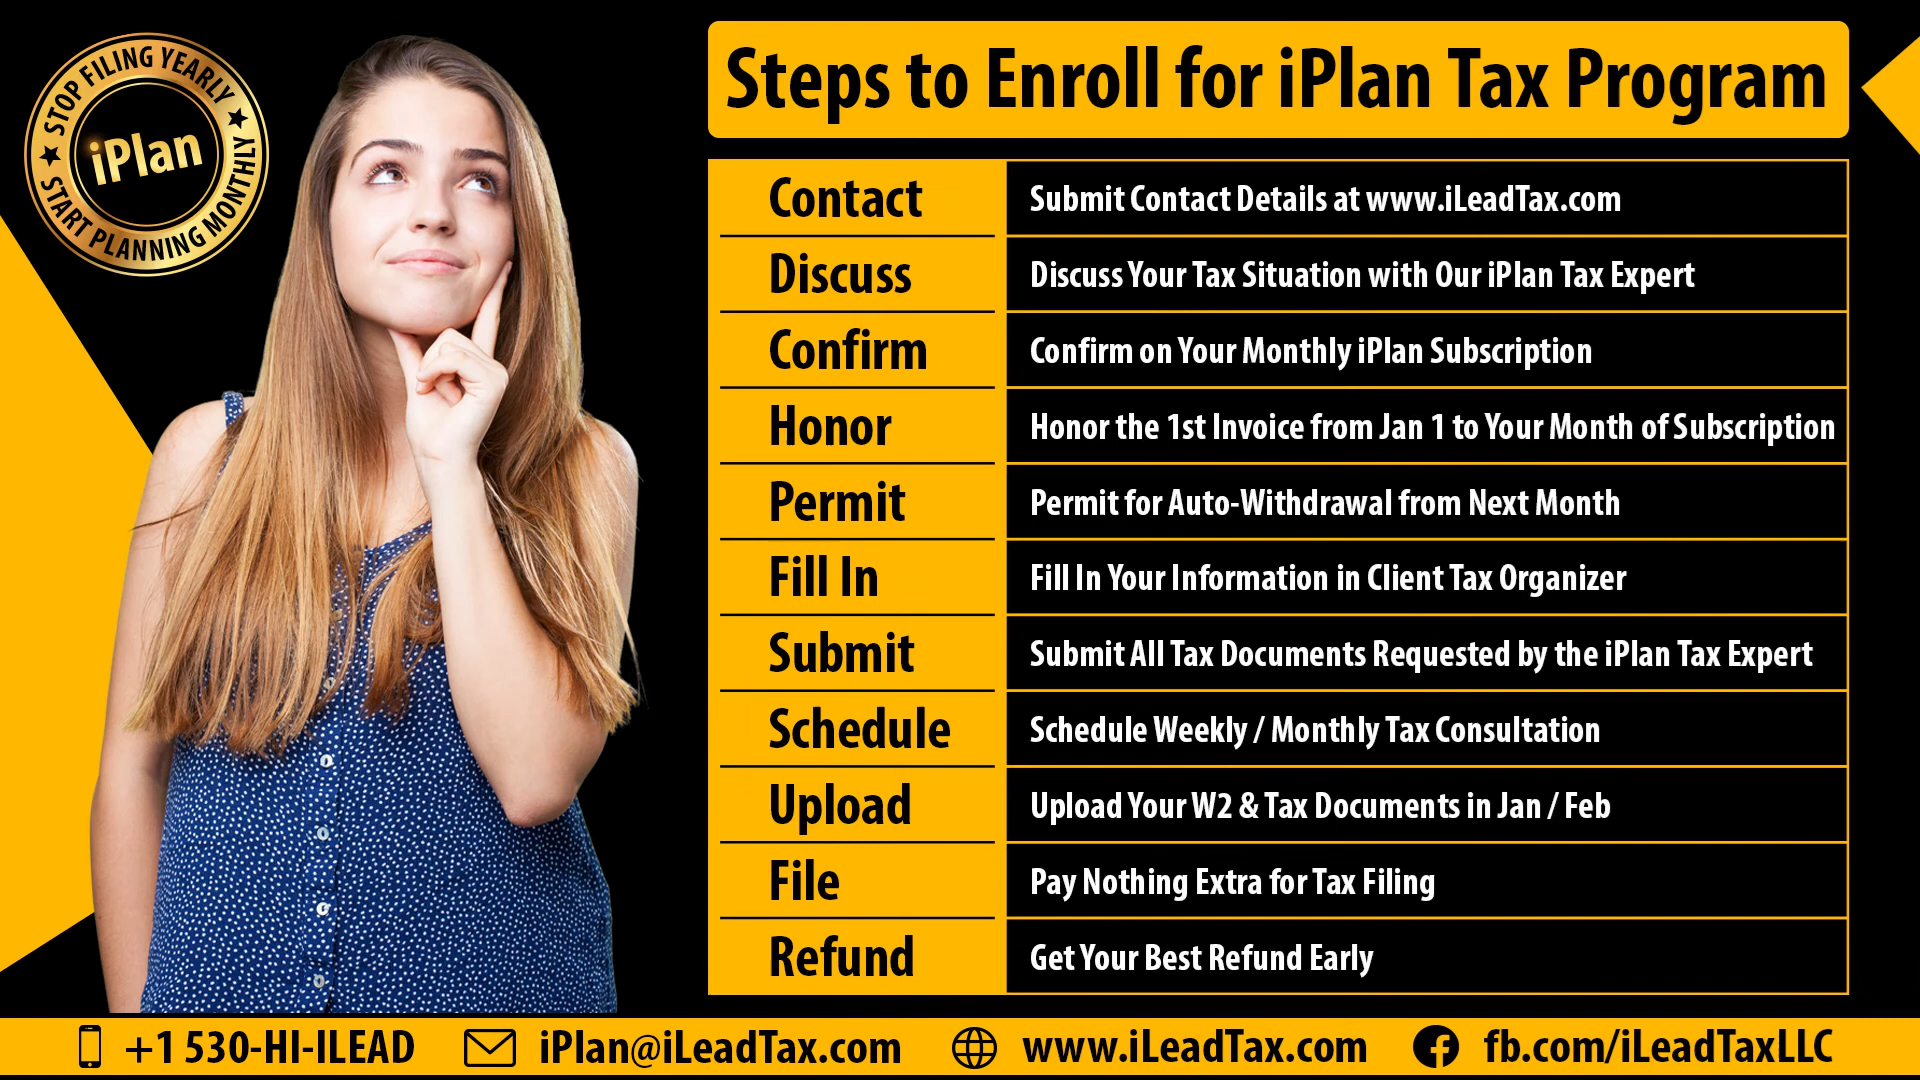 STOP FILING YEARLY
iPlan
START PLANNING MONTHLY
Steps to Enroll for iPlan Tax Program
Contact Submit Contact Details at www.iLeadTax.com
Discuss Discuss Your Tax Situation with Our iPlan Tax Expert
Confirm Confirm on Your Monthly iPlan Subscription
Honor Honor the 1st Invoice from Jan 1 to Your Month of Subscription
Permit Permit for Auto-Withdrawal from Next Month
Fill In Fill In Your Information in Client Tax Organizer
Submit Submit All Tax Documents Requested by the iPlan Tax Expert
Schedule Schedule Weekly / Monthly Tax Consultation
Upload Upload Your W2 & Tax Documents in Jan / Feb
File Pay Nothing Extra for Tax Filing
Refund Get Your Best Refund Early
+1 530-HI-ILEAD iPlan@iLeadTax.com www.iLeadTax.com fb.com/iLeadTaxLLC